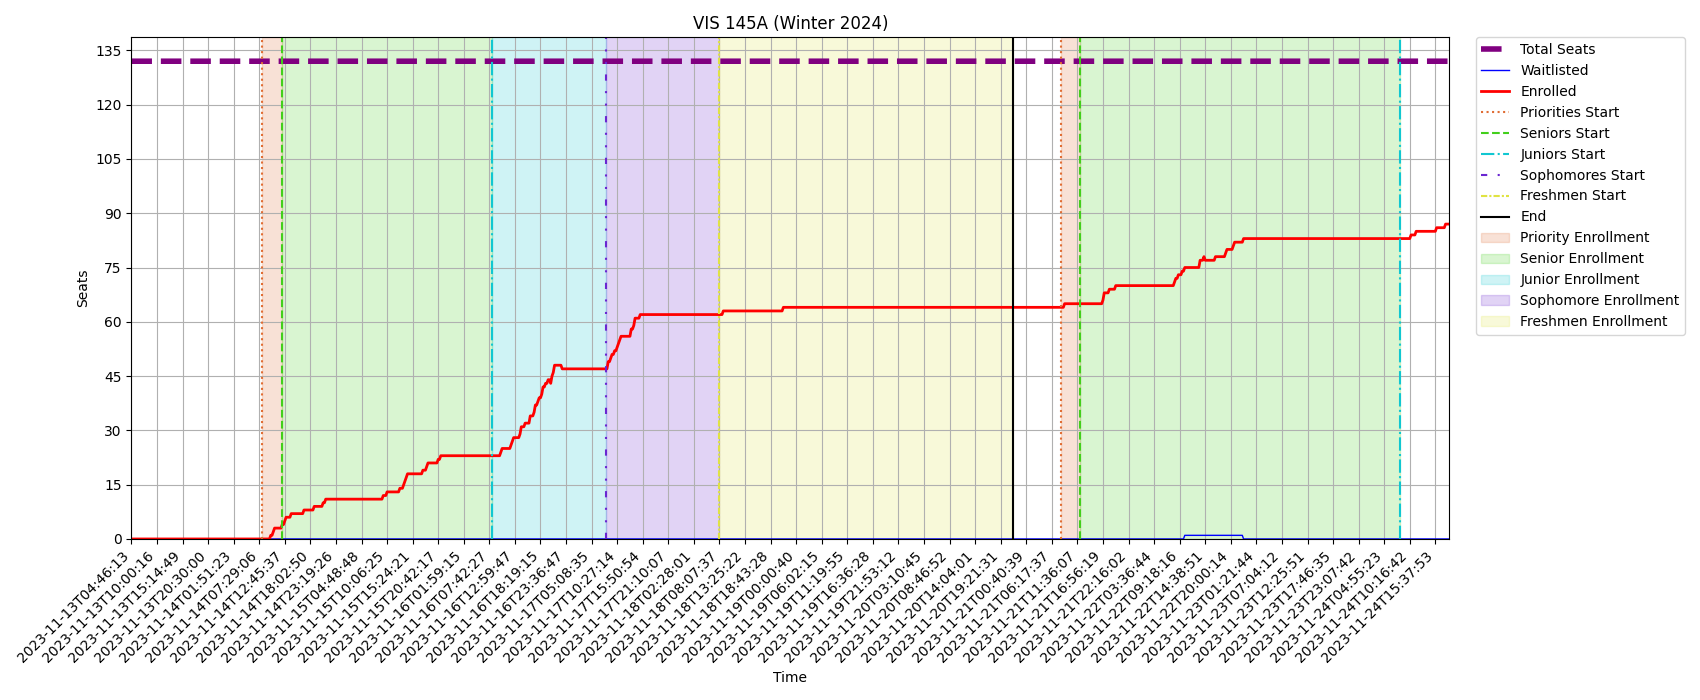 VIS 145A (Winter 2024)
135
120
105
90
75
60
45
30
15
0
Seats
2023-11-13T04:46:13
2023-11-13T10:00:16
2023-11-13T15:14:49
2023-11-13T20:30:00
2023-11-14T01:51:23
2023-11-14T07:29:06
2023-11-14T12:45:37
2023-11-14T18:02:50
2023-11-14T23:19:26
2023-11-15T04:48:48
2023-11-15T10:06:25
2023-11-15T15:24:21
2023-11-15T20:42:17
2023-11-16T01:59:15
2023-11-16T07:42:27
2023-11-16T12:59:47
2023-11-16T18:19:15
2023-11-16T23:36:47
2023-11-17T05:08:35
2023-11-17T10:27:14
2023-11-17T15:50:54
2023-11-17T21:10:07
2023-11-18T02:28:01
2023-11-18T08:07:37
2023-11-18T13:25:22
2023-11-18T18:43:28
2023-11-19T00:00:40
2023-11-19T06:02:15
2023-11-19T11:19:55
2023-11-19T16:36:28
2023-11-19T21:53:12
2023-11-20T03:10:45
2023-11-20T08:46:52
2023-11-20T14:04:01
2023-11-20T19:21:31
2023-11-21T00:40:39
2023-11-21T06:17:37
2023-11-21T11:36:07
2023-11-21T16:56:19
2023-11-21T22:16:02
2023-11-22T03:36:44
2023-11-22T09:18:16
2023-11-22T14:38:51
2023-11-22T20:00:14
2023-11-23T01:21:44
2023-11-23T07:04:12
2023-11-23T12:25:51
2023-11-23T17:46:35
2023-11-23T23:07:42
2023-11-24T04:55:23
2023-11-24T10:16:42
2023-11-24T15:37:53
Time
Total Seats
Waitlisted
Enrolled
Priorities Start
Seniors Start
Juniors Start
Sophomores Start
Freshmen Start
End
Priority Enrollment
Senior Enrollment
Junior Enrollment
Sophomore Enrollment
Freshmen Enrollment